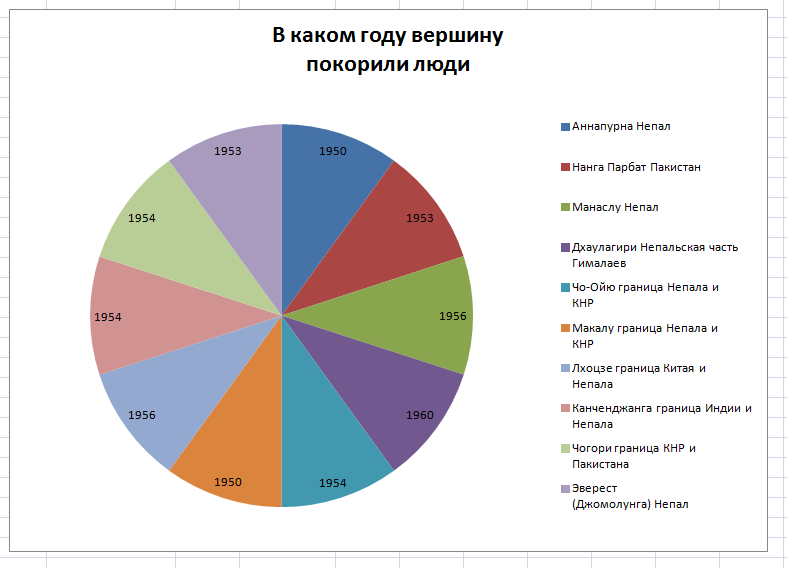 В каком году вершину
покорили люди
1950
1953
1956
1960
1954
1950
1956
1954
1954
1953
Аннапурна Непал
Нанга Парбат Пакистан
Манаслу Непал
Дхаулагири Непальская часть
Гималаев
Чо-Ойю граница Непала и
КНР
Макалу граница Непала и
КНР
Лхоцзе граница Китая и
Непала
Канченджанга граница Индии и
Непала
Чогори граница КНР и
Пакистана
Эверест
(Джомолунга) Непал